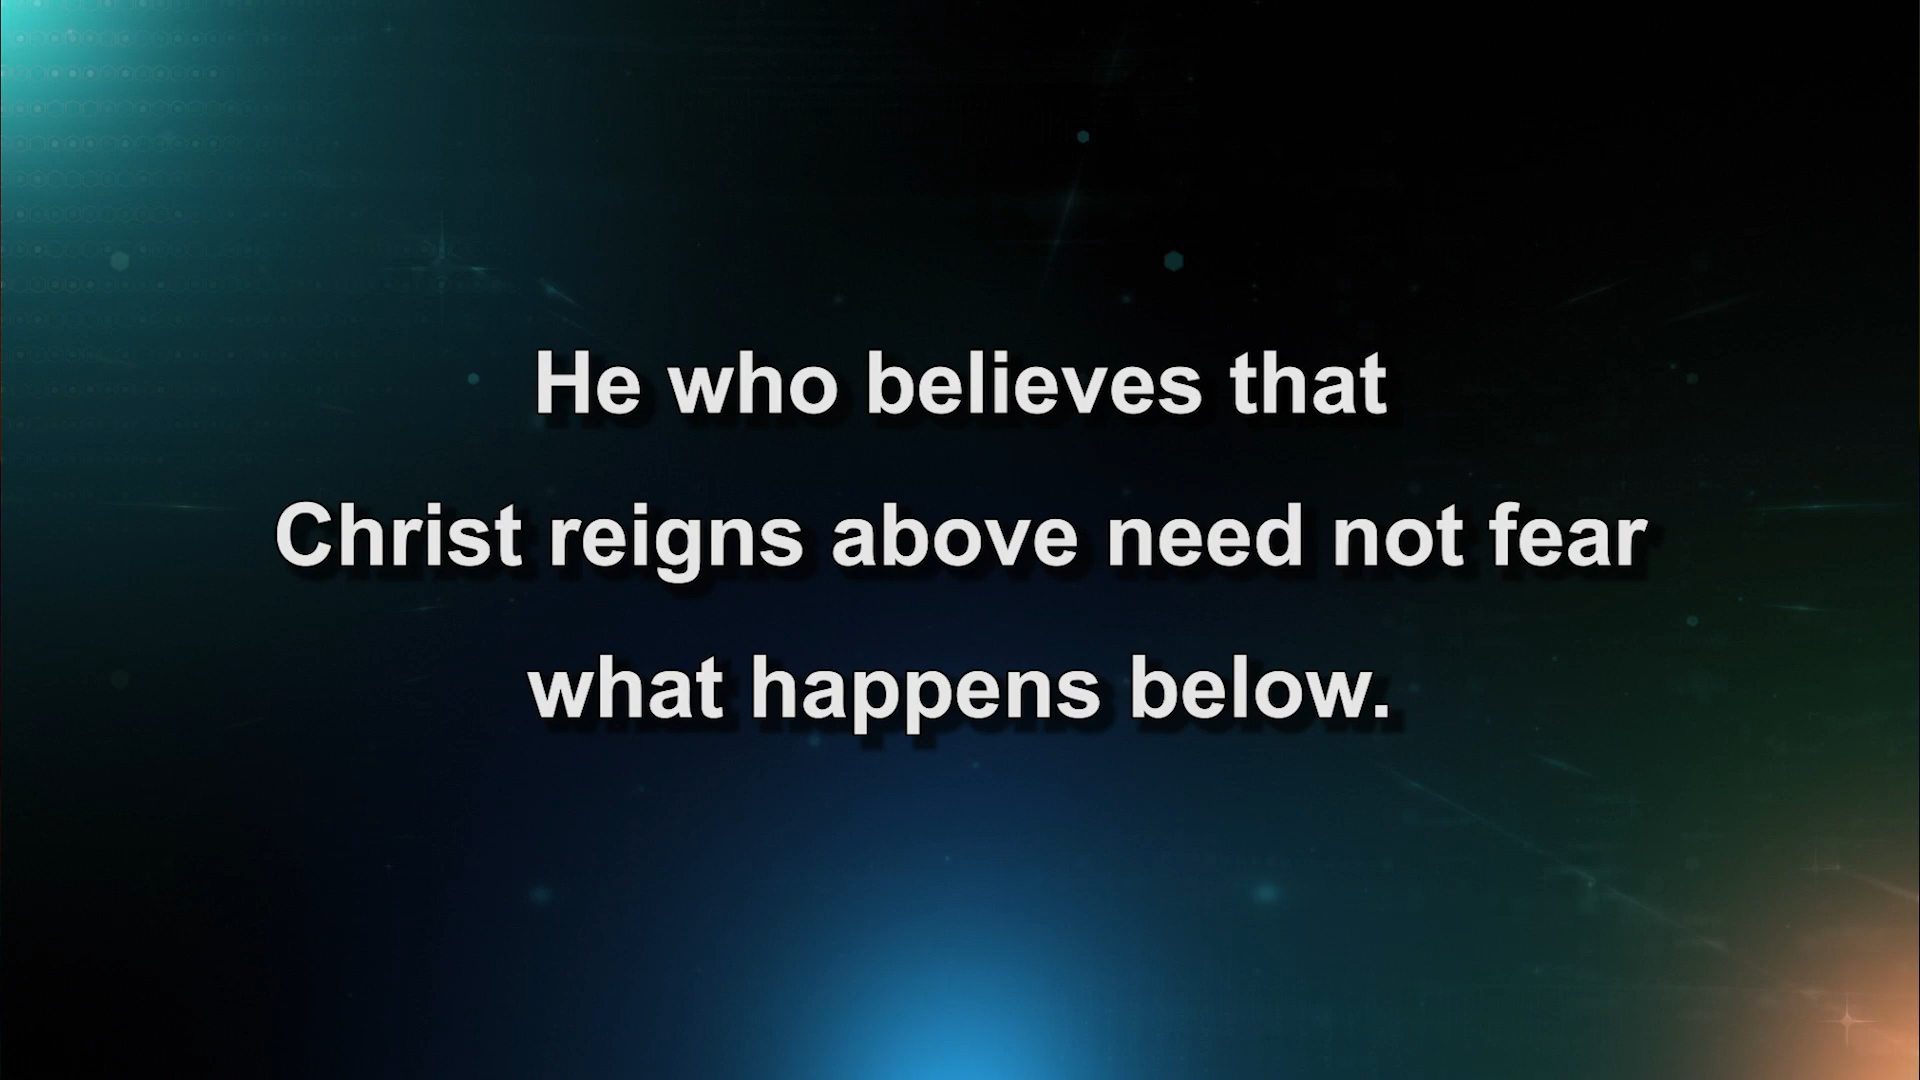 He who believes that
Christ reigns above need not fear
what happens below.